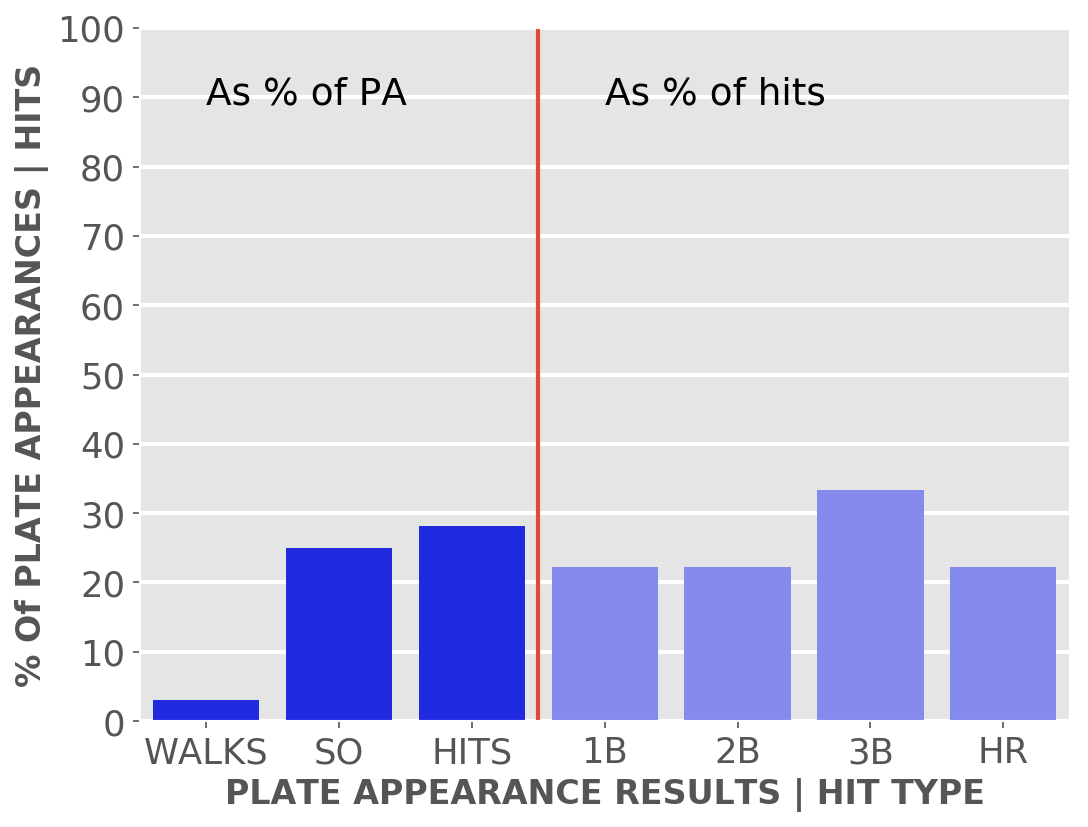 100
90
80
70
60
50
40
30
20
10
0
% Of PLATE APPEARANCES | HITS
As % of PA
As % of hits
WALKS SO HITS 1B 2B 3B HR
PLATE APPEARANCE RESULTS | HIT TYPE